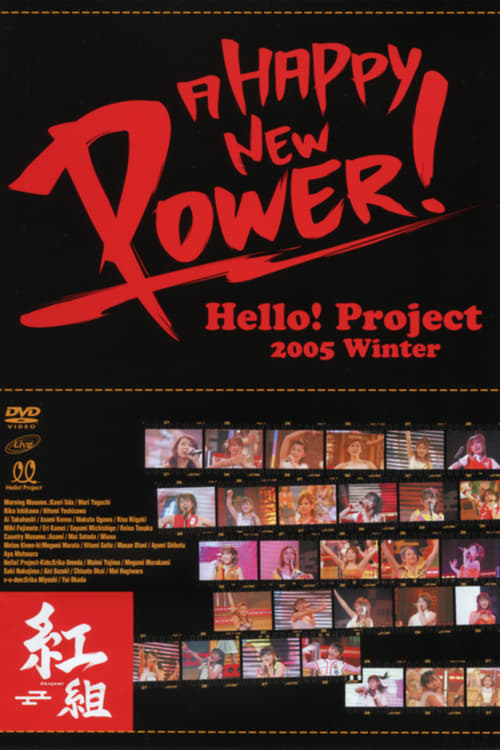 A HAPPY
NEW
POWER!
Hello! Project
2005 Winter
DVD
VIDEO
Live
Hello! Project
Morning Musume.:Kaori Iida / Mari Yaguchi
Rika Ishikawa / Hitomi Yoshizawa
Ai Takahashi / Asami Konno / Makoto Ogawa / Risa Niigaki
Miki Fujimoto / Eri Kamei / Sayumi Michishige / Reina Tanaka
Country Musume.:Asami / Mai Satoda / Miuna
Melon Kinen-bi:Megumi Murata / Hitomi Saito / Masae Otani / Ayumi Shibata
Aya Matsuura
Hello! Project-Kids:Erika Umeda / Maimi Yajima / Megumi Murakami
Saki Nakajima / Airi Suzuki / Chisato Okai / Mai Hagiwara
v-u-den:Erika Miyoshi / Yui Okada
紅
組
Akagumi